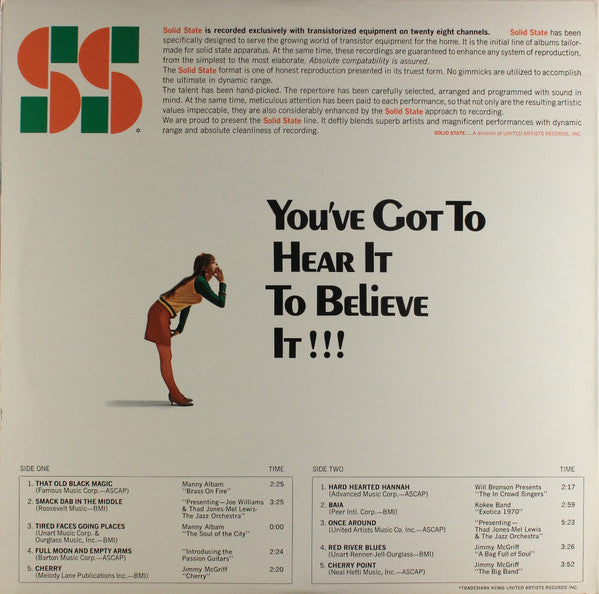 SS
Solid State is recorded exclusively with transistorized equipment on twenty eight channels. Solid State has been
specifically designed to serve the growing world of transistor equipment for the home. It is the initial line of albums tailor-
made for solid state apparatus. At the same time, these recordings are guaranteed to enhance any system of reproduction,
from the simplest to the most elaborate. Absolute compatability is assured.
The Solid State format is one of honest reproduction presented in its truest form. No gimmicks are utilized to accomplish
the ultimate in dynamic range.
The talent has been hand-picked. The repertoire has been carefully selected, arranged and programmed with sound in
mind. At the same time, meticulous attention has been paid to each performance, so that not only are the resulting artistic
values impeccable, they are also considerably enhanced by the Solid State approach to recording.
We are proud to present the Solid State line. It deftly blends superb artists and magnificent performances with dynamic
range and absolute cleanliness of recording.
SOLID STATE...A division of UNITED ARTISTS RECORDS, INC.
You've Got To
Hear It
To Believe
It!!!
SIDE ONE TIME
1. THAT OLD BLACK MAGIC Manny Albam 2:25
(Famous Music Corp.—ASCAP) "Brass On Fire"
2. SMACK DAB IN THE MIDDLE "Presenting—Joe Williams 3:25
(Roosevelt Music—BMI) & Thad Jones-Mel Lewis-
The Jazz Orchestra"
3. TIRED FACES GOING PLACES Manny Albam 0:00
(Unart Music Corp. & "The Soul of the City"
Ourglass Music, Inc.—BMI)
4. FULL MOON AND EMPTY ARMS "Introducing the 2:24
(Barton Music Corp.—ASCAP) Passion Guitars"
5. CHERRY Jimmy McGriff 2:20
(Melody Lane Publications Inc.—BMI) "Cherry"
SIDE TWO TIME
1. HARD HEARTED HANNAH Will Bronson Presents 2:17
(Advanced Music Corp.—ASCAP) "The In Crowd Singers"
2. BAIA Kokee Band 2:59
(Peer Intl. Corp.—BMI) "Exotica 1970"
3. ONCE AROUND "Presenting— 5:23
(United Artists Music Co. Inc.—ASCAP) Thad Jones-Mel Lewis
& The Jazz Orchestra"
4. RED RIVER BLUES Jimmy McGriff 3:26
(Unart-Renner-Jell-Ourglass—BMI) "A Bag Full of Soul"
5. CHERRY POINT Jimmy McGriff 3:52
(Neal Hefti Music, Inc.—ASCAP) "The Big Band"
*TRADEMARK ©1966 UNITED ARTISTS RECORDS, INC.